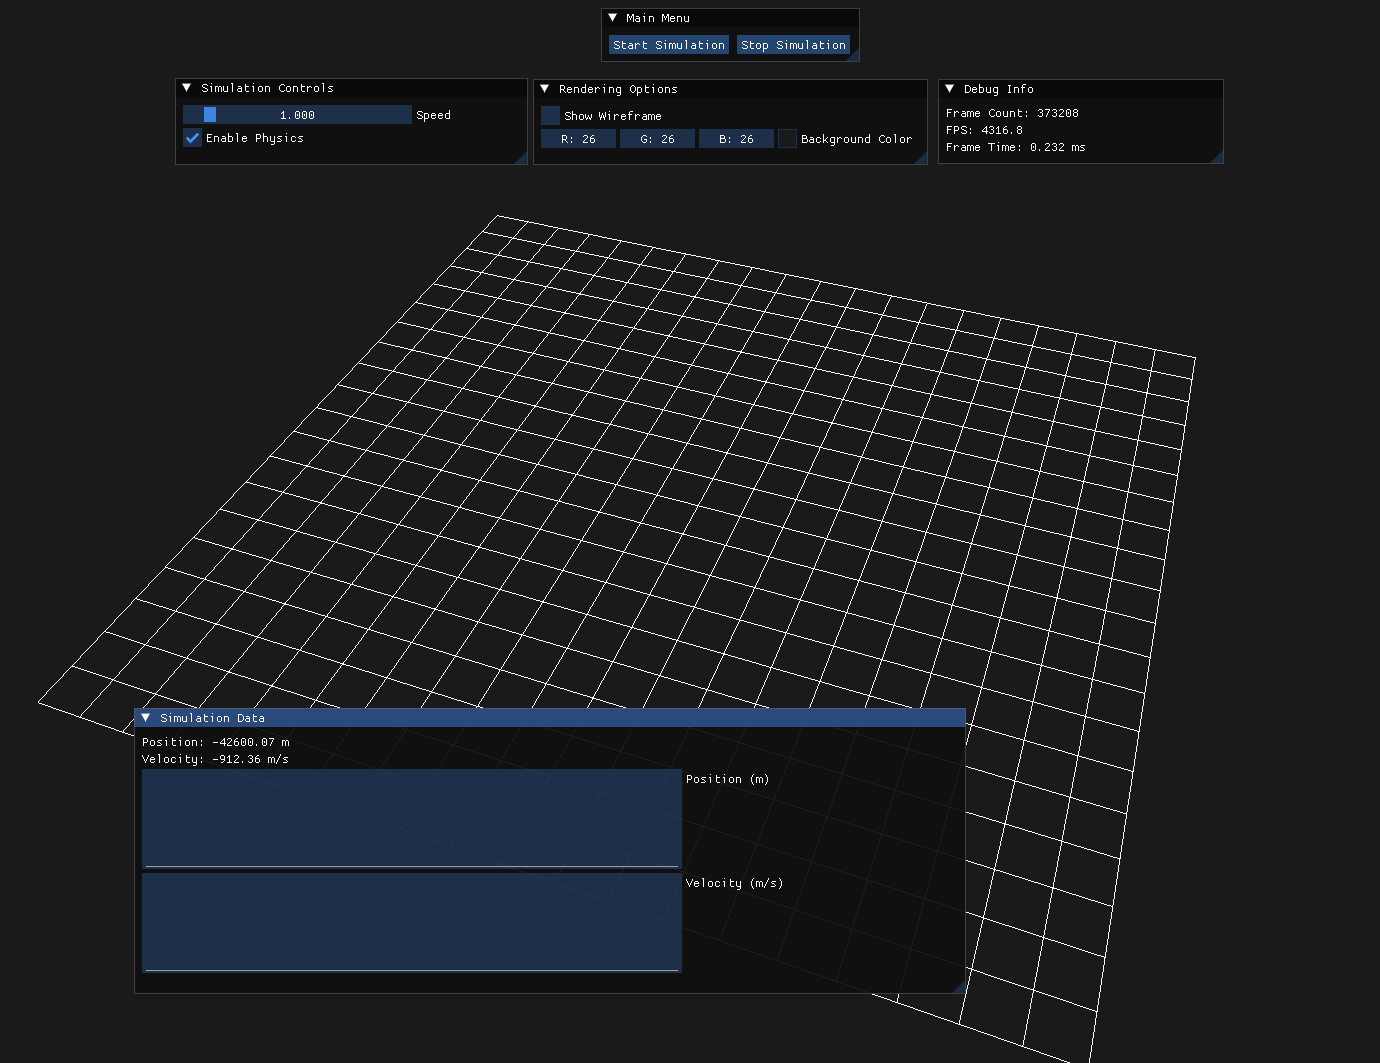 Main Menu
Start Simulation Stop Simulation
Simulation Controls
1.000 Speed
Enable Physics
Rendering Options
Show Wireframe
R: 26 G: 26 B: 26 Background Color
Debug Info
Frame Count: 373208
FPS: 4316.8
Frame Time: 0.232 ms
Simulation Data
Position: -42600.07 m
Velocity: -912.36 m/s
Position (m)
Velocity (m/s)